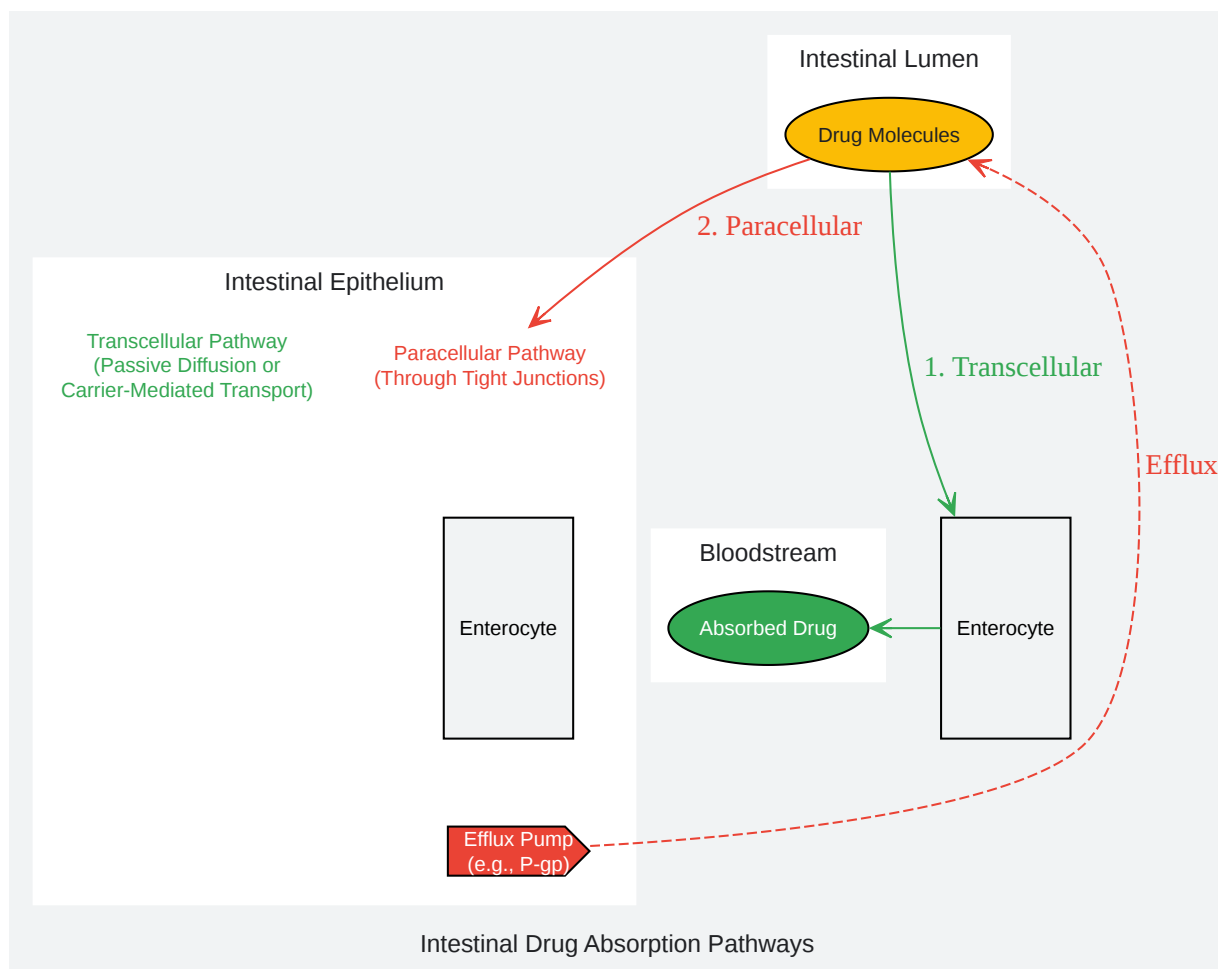 Intestinal Lumen
Drug Molecules
2. Paracellular
Intestinal Epithelium
Transcellular Pathway
(Passive Diffusion or
Carrier-Mediated Transport)
Paracellular Pathway
(Through Tight Junctions)
1. Transcellular
Efflux
Bloodstream
Enterocyte
Absorbed Drug
Enterocyte
Efflux Pump
(e.g., P-gp)
Intestinal Drug Absorption Pathways